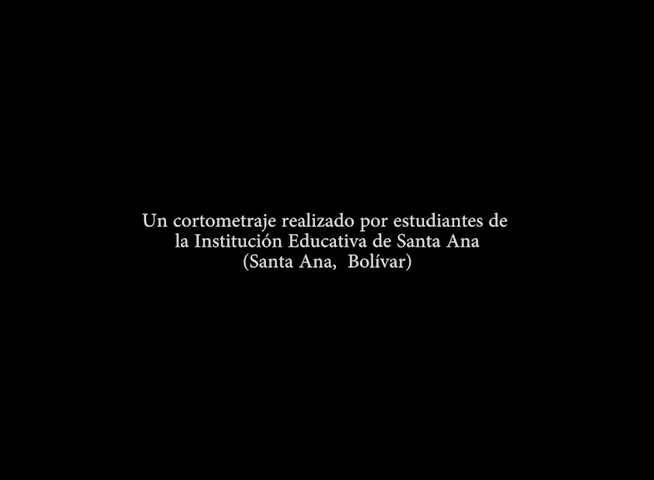 Un cortometraje realizado por estudiantes de
la Institución Educativa de Santa Ana
(Santa Ana,  Bolívar)